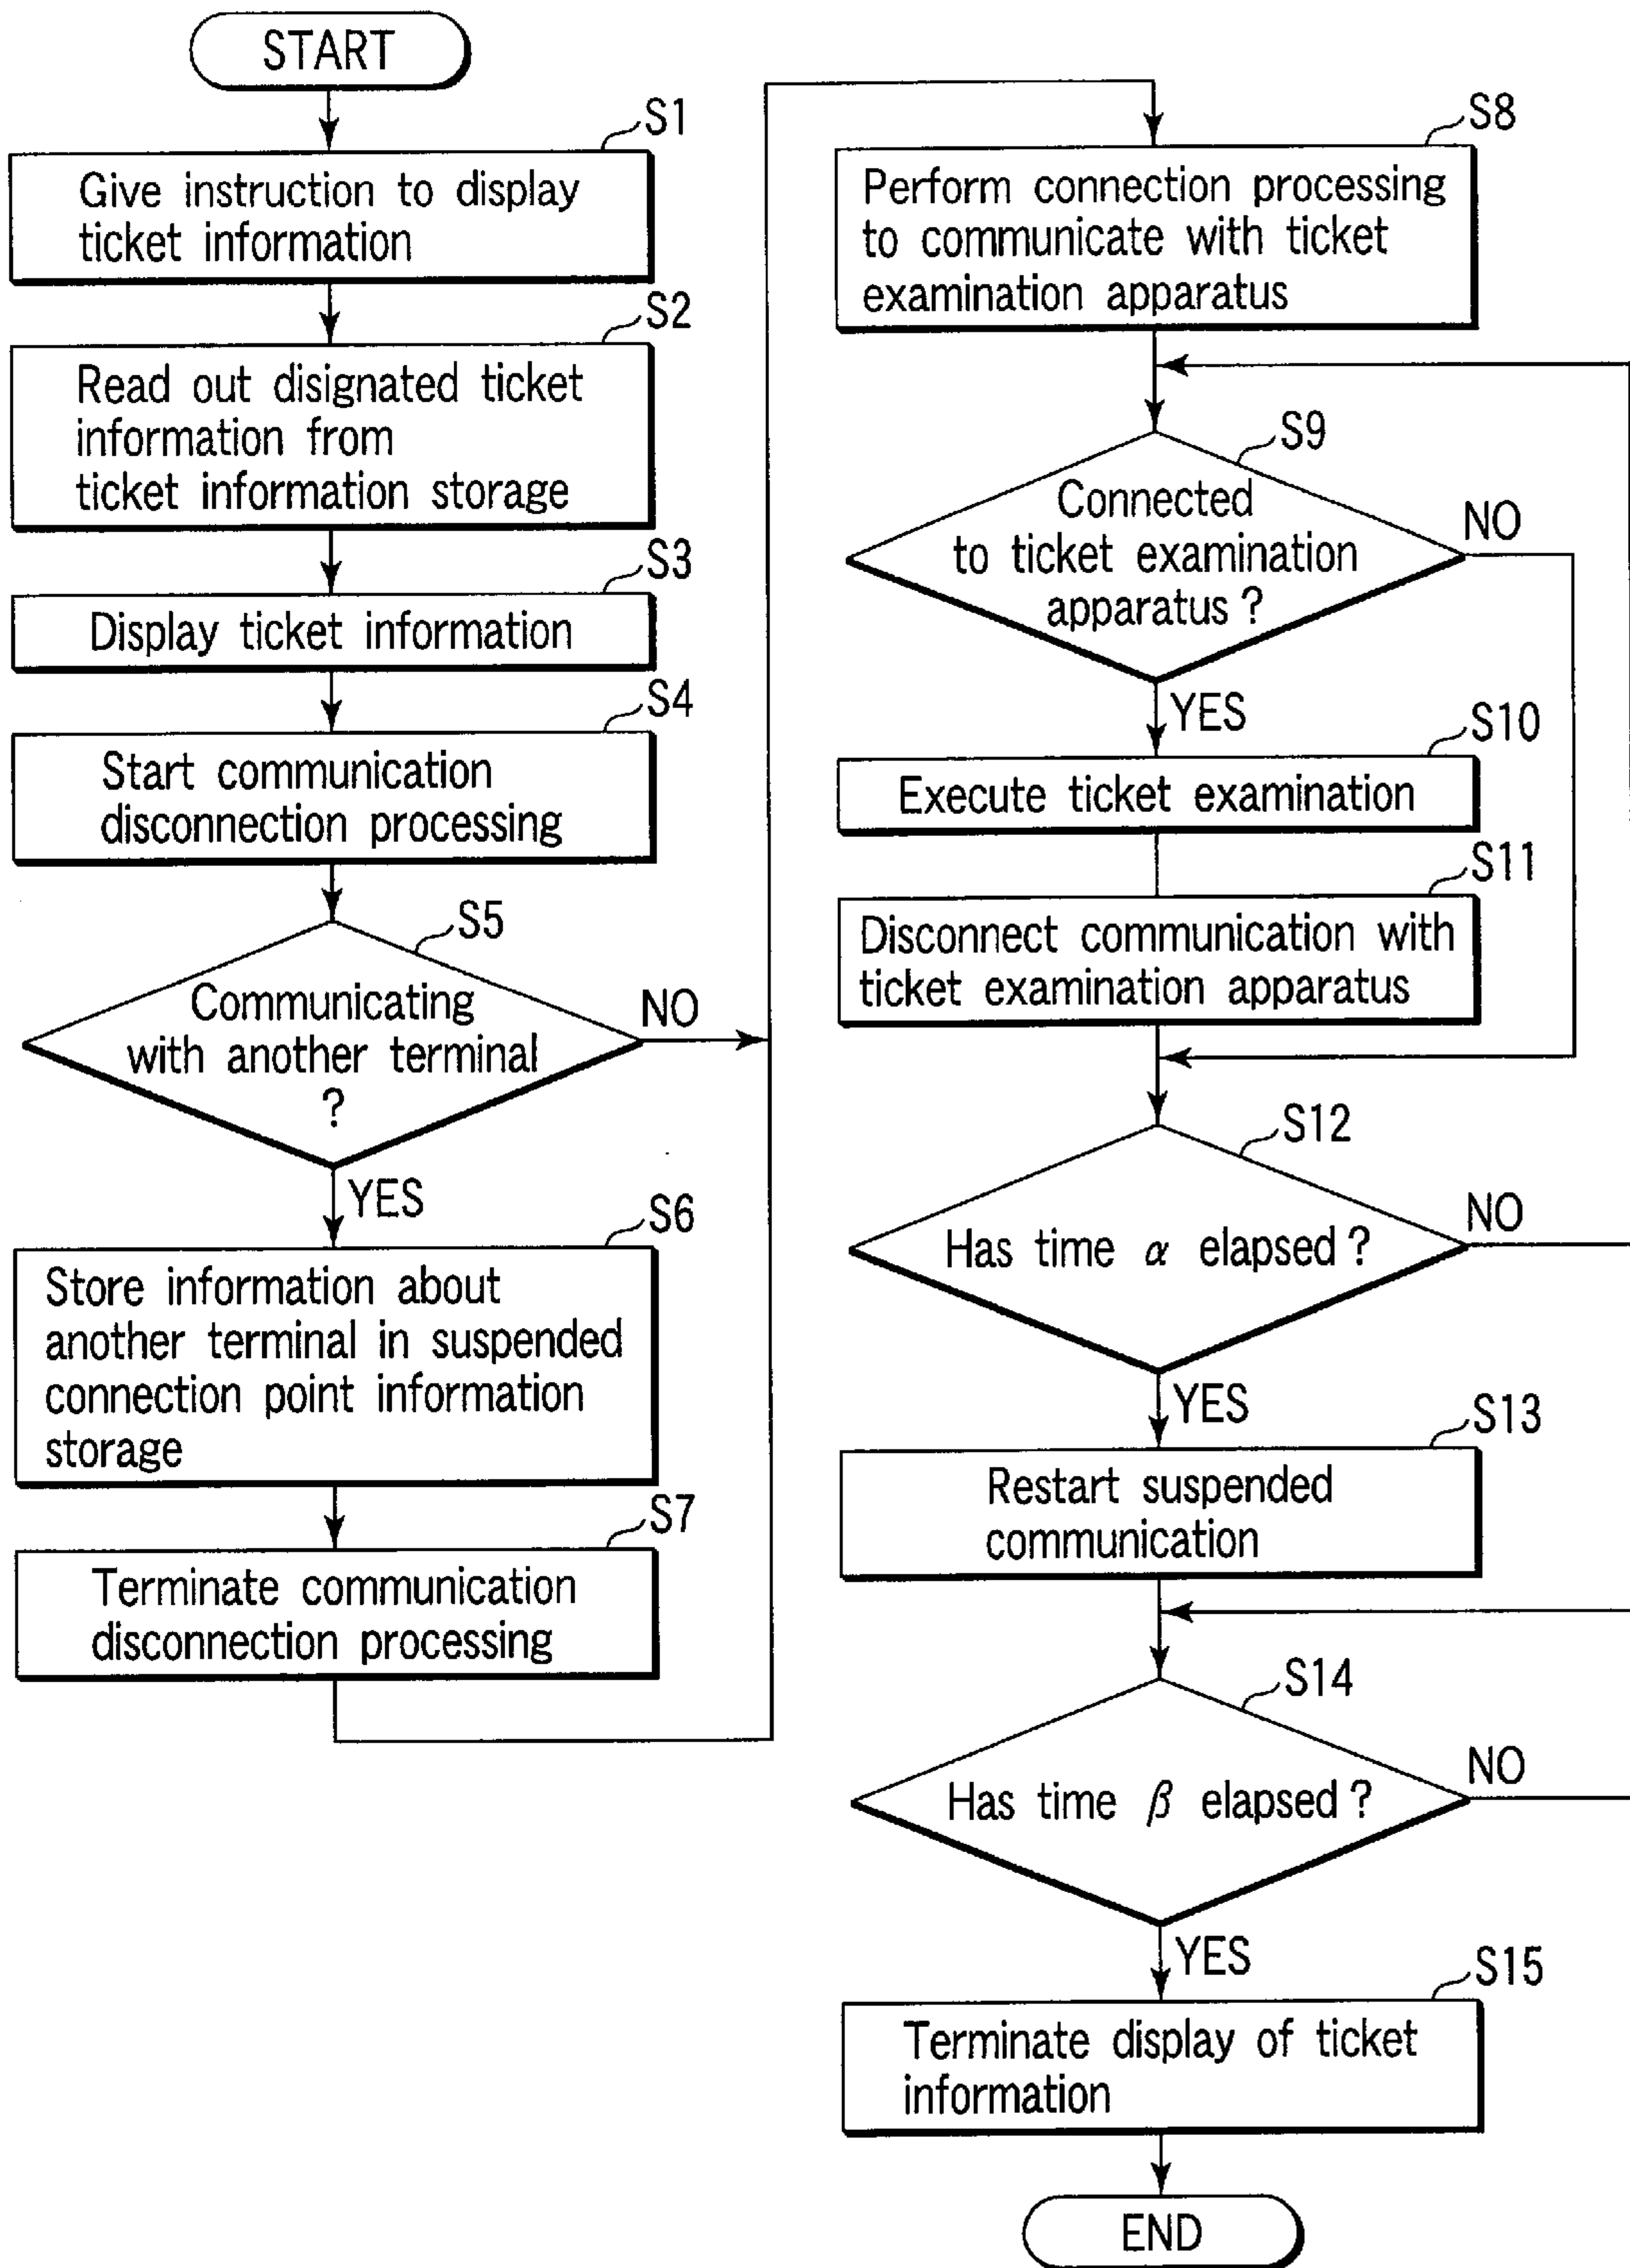 START
S1
Give instruction to display
ticket information
S2
Read out disignated ticket
information from
ticket information storage
S3
Display ticket information
S4
Start communication
disconnection processing
S5
Communicating
with another terminal
?
NO
YES
S6
Store information about
another terminal in suspended
connection point information
storage
S7
Terminate communication
disconnection processing
S8
Perform connection processing
to communicate with ticket
examination apparatus
S9
Connected
to ticket examination
apparatus ?
NO
YES
S10
Execute ticket examination
S11
Disconnect communication with
ticket examination apparatus
S12
Has time α elapsed ?
NO
YES
S13
Restart suspended
communication
S14
Has time β elapsed ?
NO
YES
S15
Terminate display of ticket
information
END